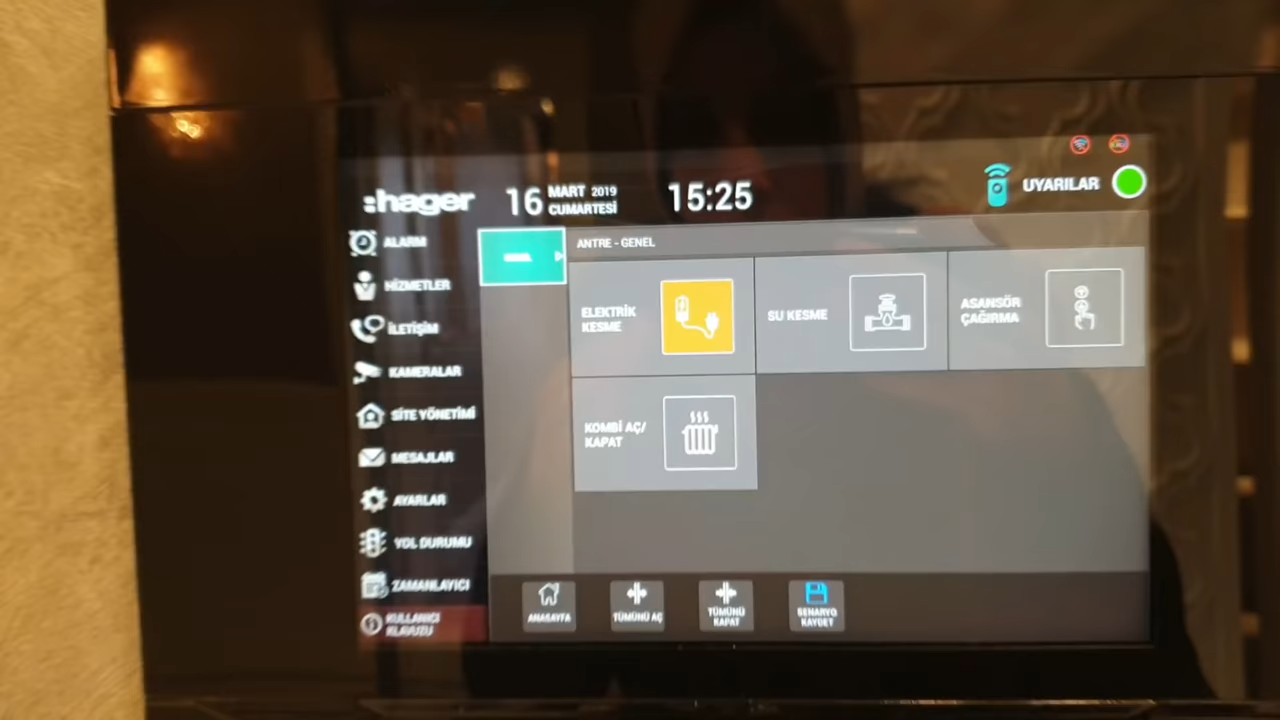 :hager
16
MART 2019
CUMARTESİ
15:25
UYARILAR
ALARM
HİZMETLER
İLETİŞİM
KAMERALAR
SİTE YÖNETİMİ
MESAJLAR
AYARLAR
YOL DURUMU
ZAMANLAYICI
KULLANICI
KLAVUZU
ANTRE - GENEL
ELEKTRİK
KESME
SU KESME
ASANSÖR
ÇAĞIRMA
KOMBİ AÇ/
KAPAT
ANASAYFA
TÜMÜNÜ AÇ
TÜMÜNÜ
KAPAT
SENARYO
KAYDET